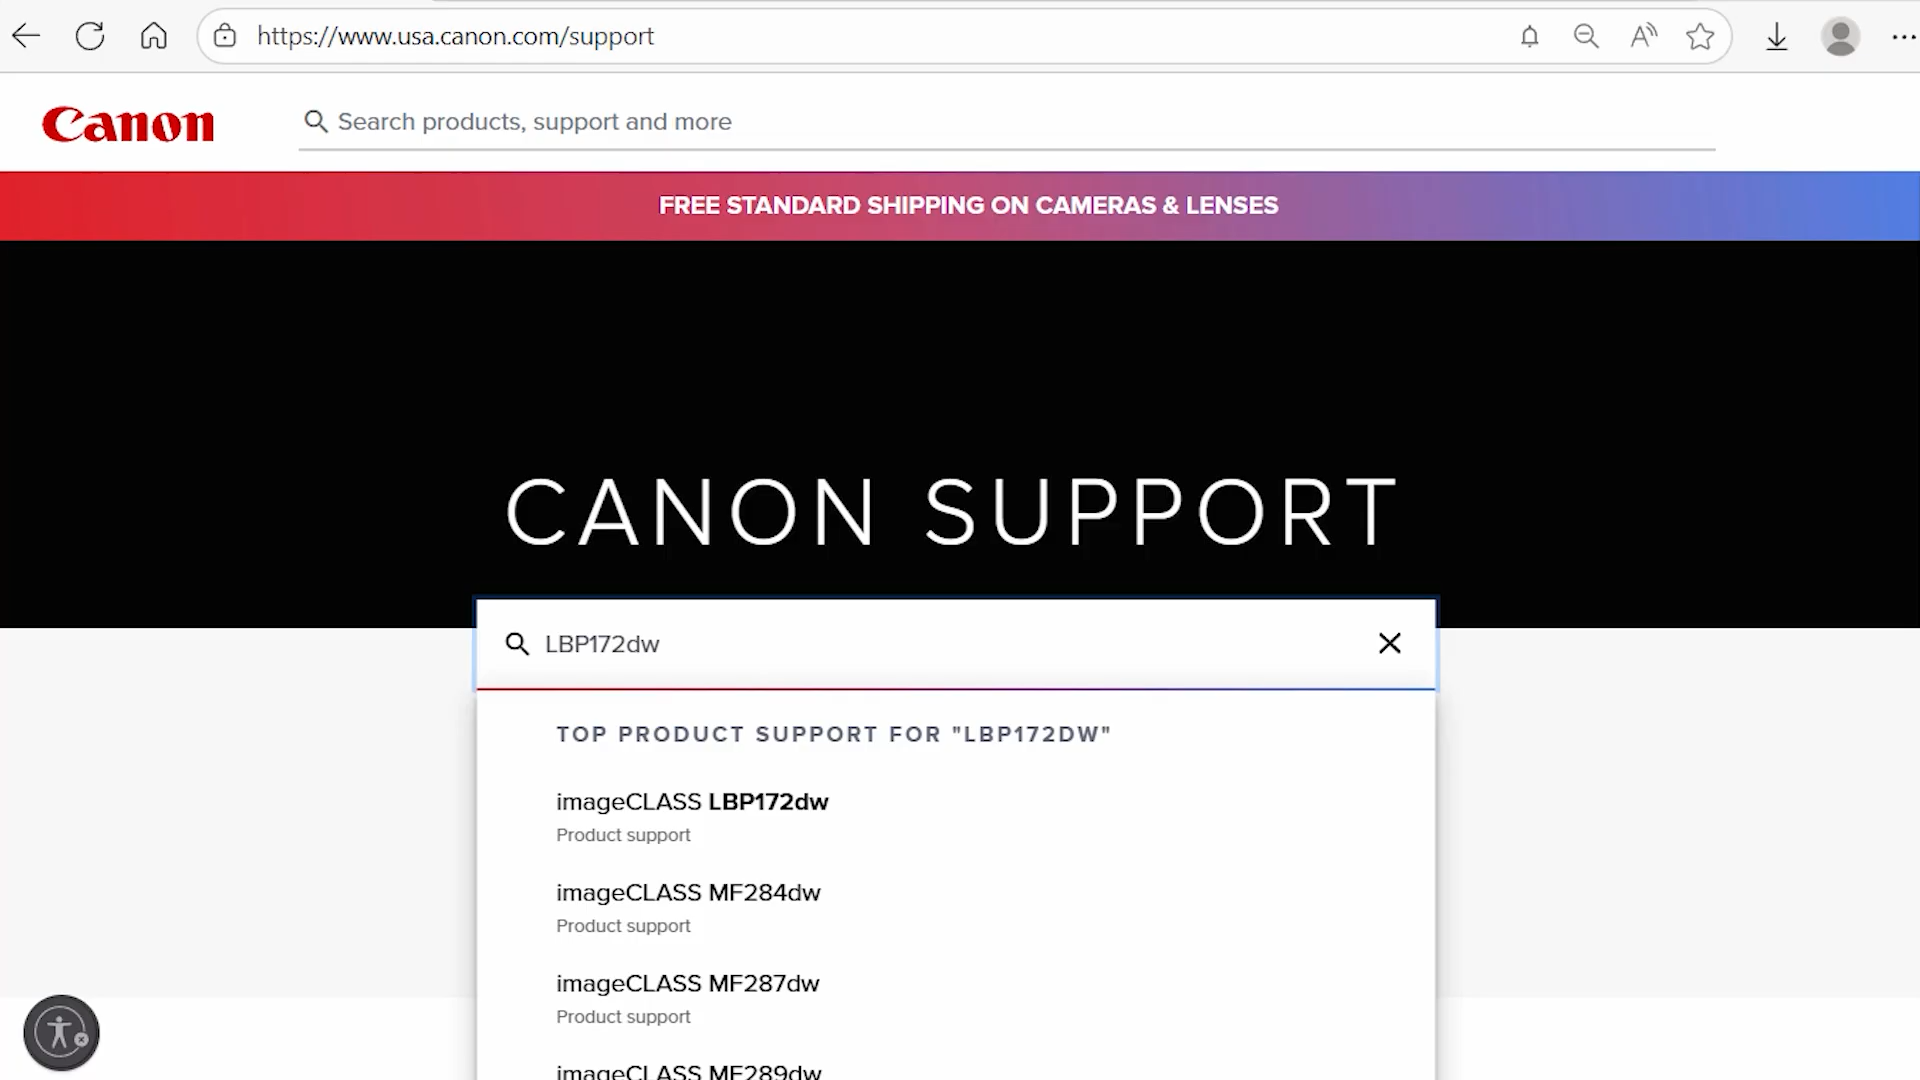 https://www.usa.canon.com/support
Canon
Search products, support and more
FREE STANDARD SHIPPING ON CAMERAS & LENSES
CANON SUPPORT
LBP172dw
TOP PRODUCT SUPPORT FOR "LBP172DW"
imageCLASS LBP172dw
Product support
imageCLASS MF284dw
Product support
imageCLASS MF287dw
Product support
imageCLASS MF289dw